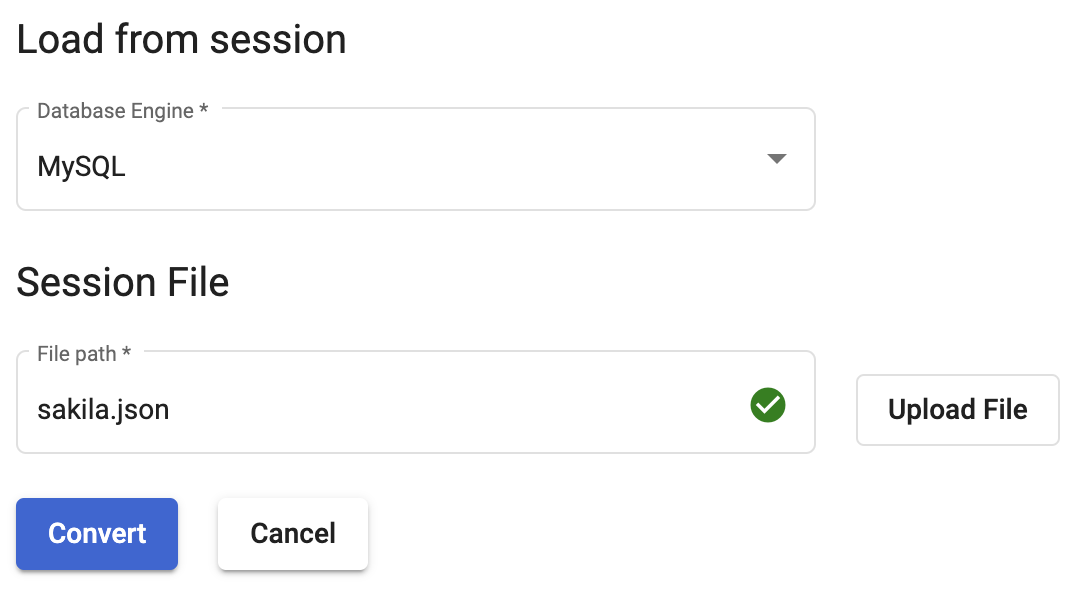 Load from session
Database Engine *
MySQL
Session File
File path *
sakila.json
Upload File
Convert
Cancel